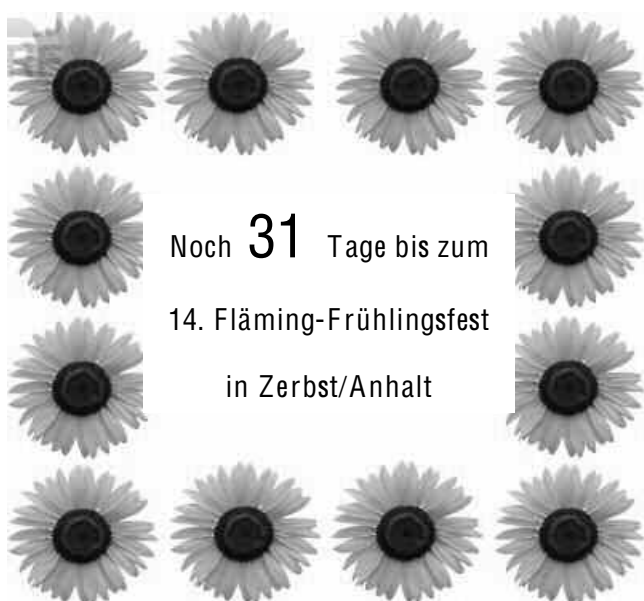 Noch 31 Tage bis zum
14. Fläming-Frühlingsfest
in Zerbst/Anhalt